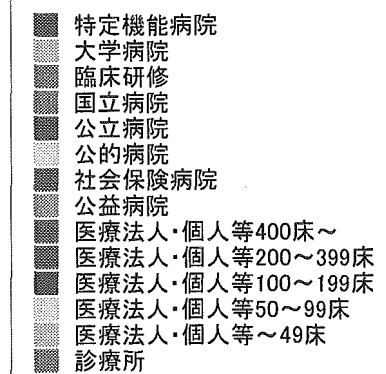 特定機能病院
大学病院
臨床研修
国立病院
公立病院
公的病院
社会保険病院
公益病院
医療法人・個人等400床～
医療法人・個人等200～399床
医療法人・個人等100～199床
医療法人・個人等50～99床
医療法人・個人等～49床
診療所